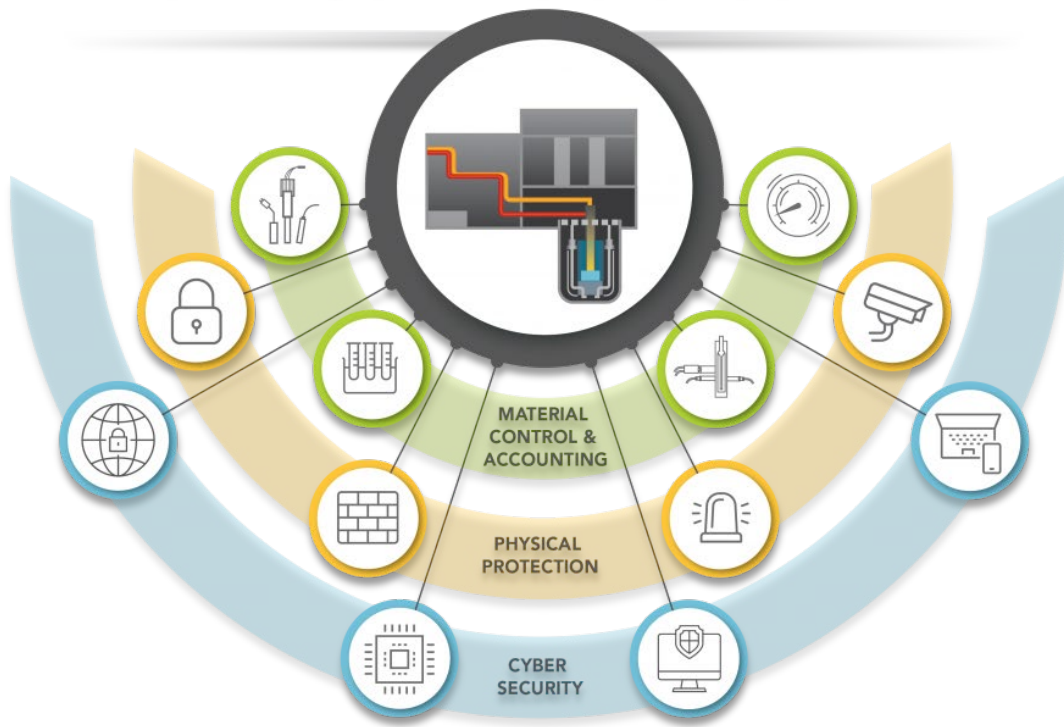 MATERIAL
CONTROL &
ACCOUNTING
PHYSICAL
PROTECTION
CYBER
SECURITY